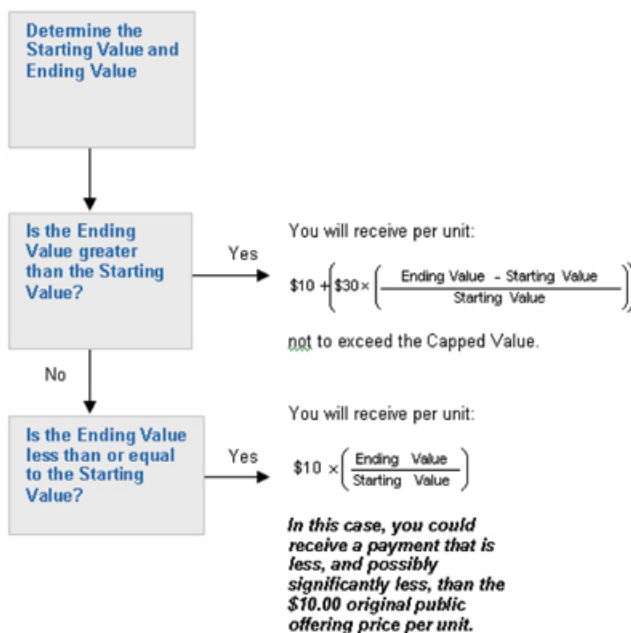 Determine the
Starting Value and
Ending Value
Is the Ending
Value greater
than the Starting
Value?
Yes
You will receive per unit:
$10 + ($30 × ( Ending Value - Starting Value
Starting Value ))
not to exceed the Capped Value.
No
Is the Ending Value
less than or equal
to the Starting
Value?
Yes
You will receive per unit:
$10 × ( Ending Value
Starting Value )
In this case, you could
receive a payment that is
less, and possibly
significantly less, than the
$10.00 original public
offering price per unit.